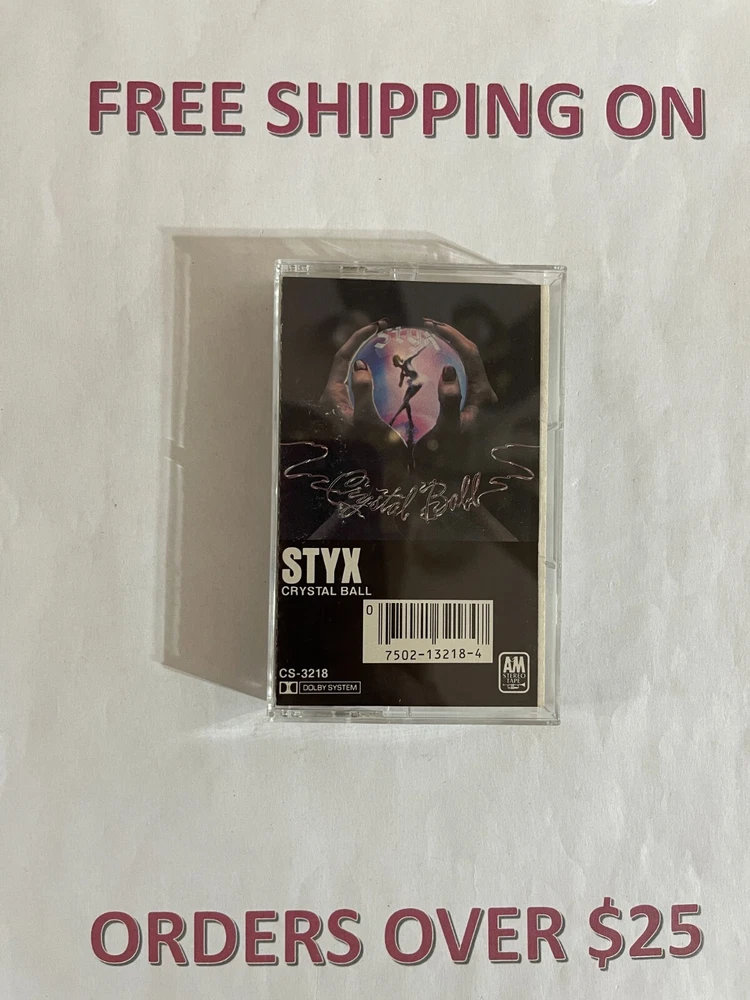 FREE SHIPPING ON
STYX
Crystal Ball
STYX
CRYSTAL BALL
0
7502-13218-4
CS-3218
DOLBY SYSTEM
A&M
STEREO
TAPE
ORDERS OVER $25